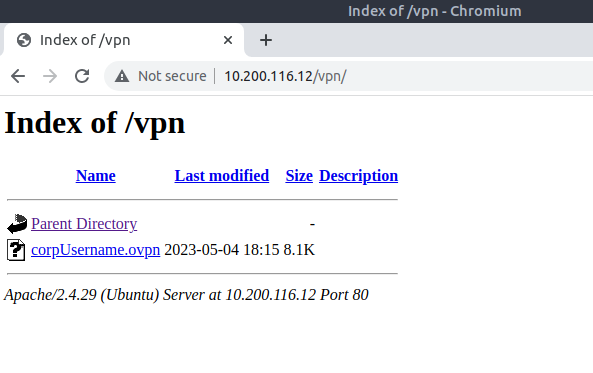 Index of /vpn - Chromium
Index of /vpn
Not secure | 10.200.116.12/vpn/
Index of /vpn
Name Last modified Size Description
Parent Directory -
corpUsername.ovpn 2023-05-04 18:15 8.1K
Apache/2.4.29 (Ubuntu) Server at 10.200.116.12 Port 80